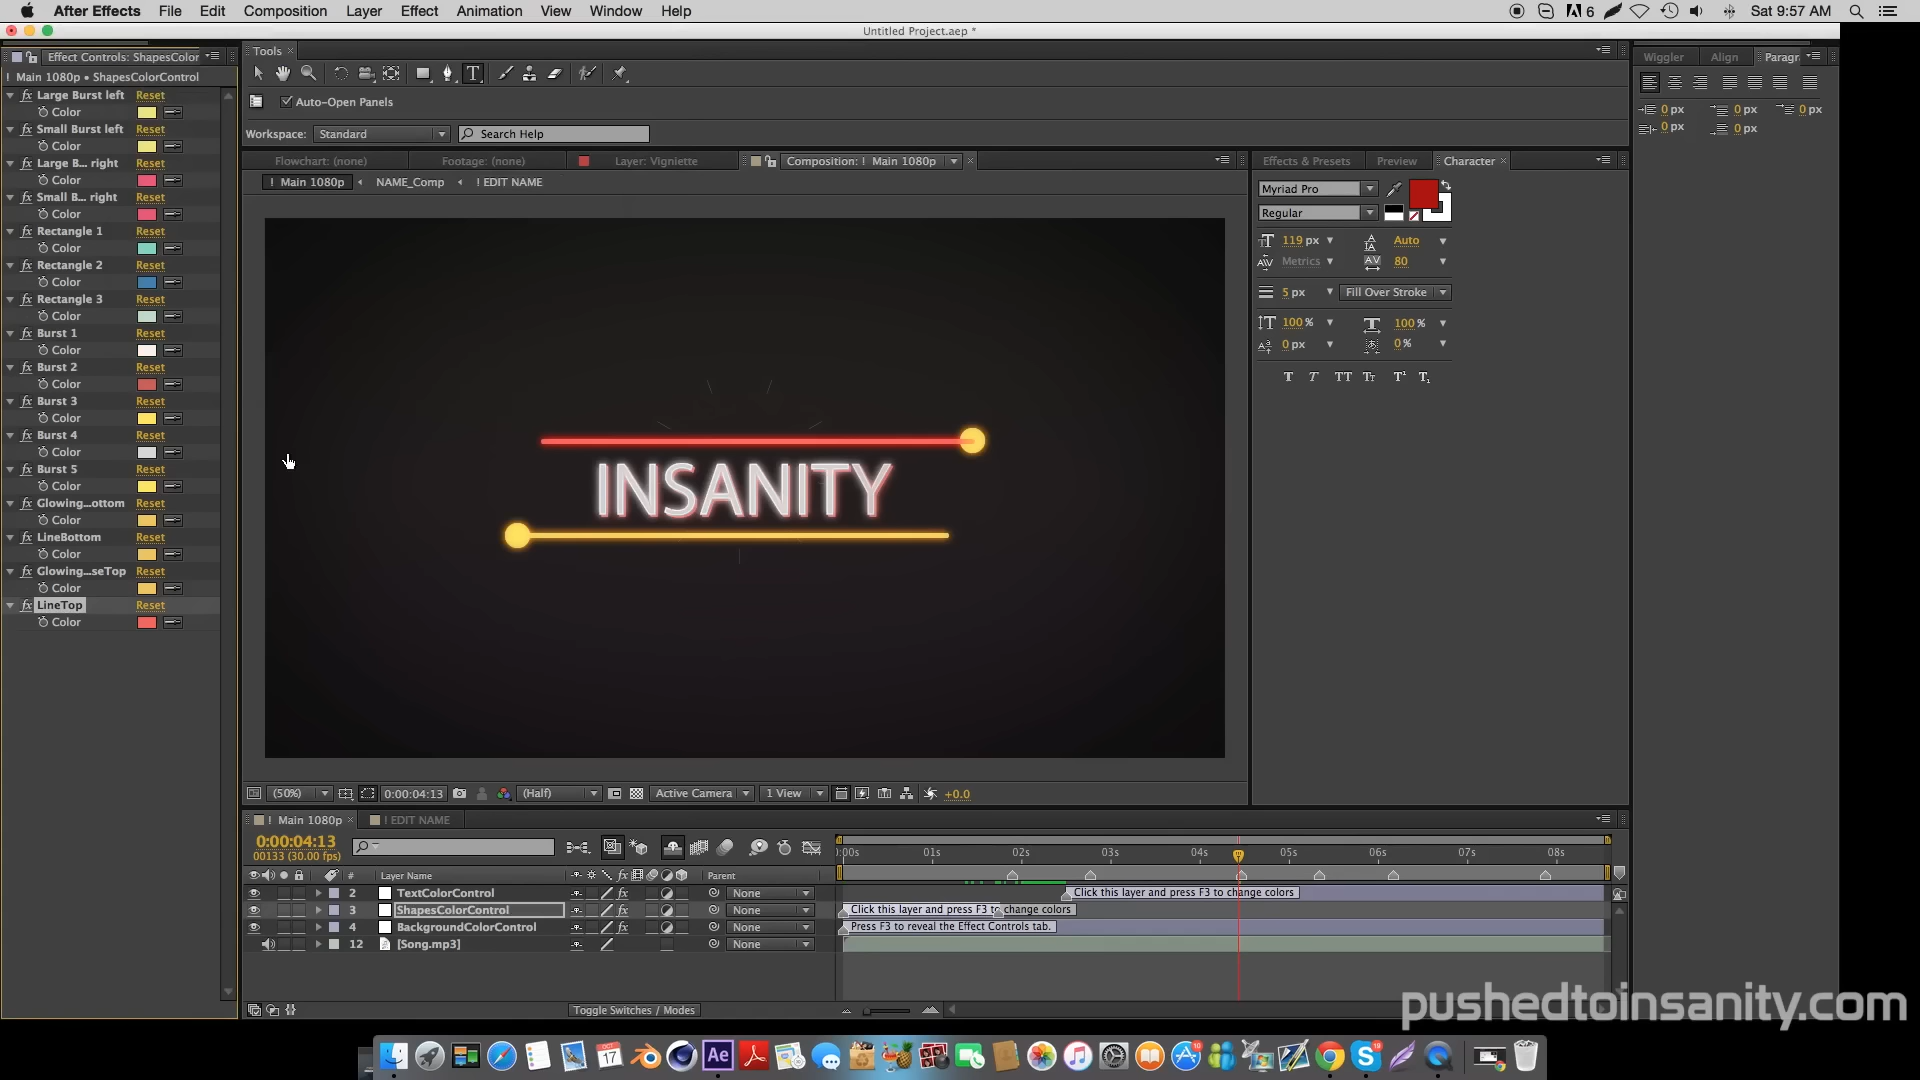 After Effects File Edit Composition Layer Effect Animation View Window Help 6 Sat 9:57 AM
Untitled Project.aep *
Effect Controls: ShapesColor
Main 1080p • ShapesColorControl
Large Burst left Reset
Color
Small Burst left Reset
Color
Large B... right Reset
Color
Small B... right Reset
Color
Rectangle 1 Reset
Color
Rectangle 2 Reset
Color
Rectangle 3 Reset
Color
Burst 1 Reset
Color
Burst 2 Reset
Color
Burst 3 Reset
Color
Burst 4 Reset
Color
Burst 5 Reset
Color
Glowing...ottom Reset
Color
LineBottom Reset
Color
Glowing...seTop Reset
Color
LineTop Reset
Color
Tools
Auto-Open Panels
Workspace: Standard Search Help
Flowchart: (none) Footage: (none) Layer: Vigniette Composition: ! Main 1080p
! Main 1080p NAME_Comp ! EDIT NAME
INSANITY
(50%) 0:00:04:13 (Half) Active Camera 1 View +0.0
Effects & Presets Preview Character
Myriad Pro
Regular
119 px Auto
Metrics 80
5 px Fill Over Stroke
100 % 100 %
0 px 0 %
T T TT Tt T¹ T₁
Wiggler Align Paragr
0 px 0 px 0 px
0 px 0 px
! Main 1080p ! EDIT NAME
0:00:04:13
00133 (30.00 fps)
:00s 01s 02s 03s 04s 05s 06s 07s 08s
# Layer Name Parent
2 TextColorControl None Click this layer and press F3 to change colors
3 ShapesColorControl None Click this layer and press F3 to change colors
4 BackgroundColorControl None Press F3 to reveal the Effect Controls tab.
12 [Song.mp3] None
Toggle Switches / Modes
pushedtoinsanity.com
OCT
17
Ae